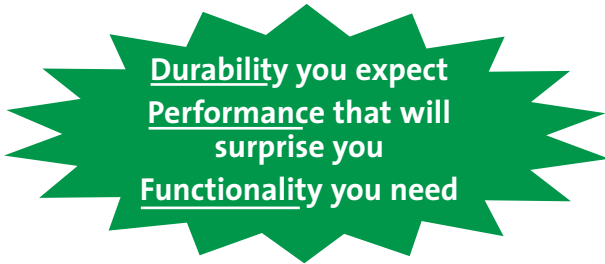 Durability you expect
Performance that will
surprise you
Functionality you need